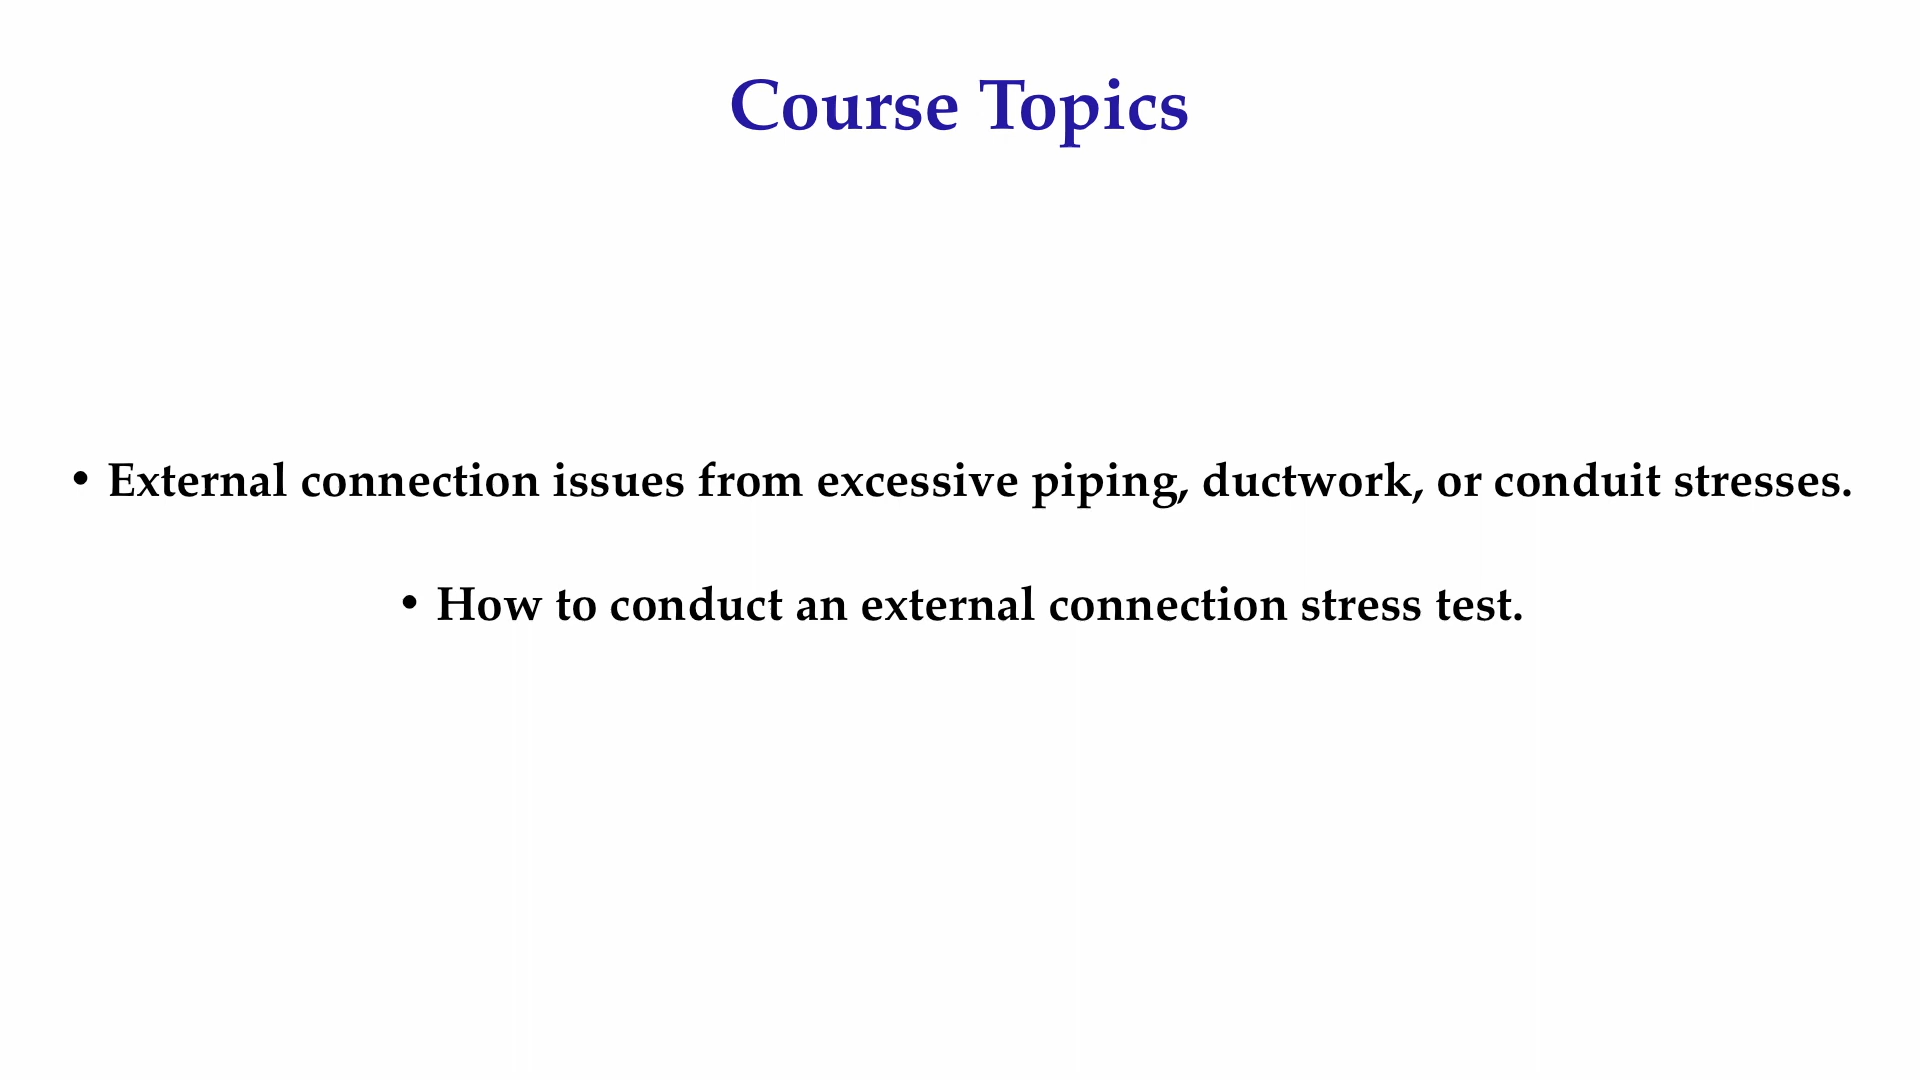 Course Topics
• External connection issues from excessive piping, ductwork, or conduit stresses.
• How to conduct an external connection stress test.